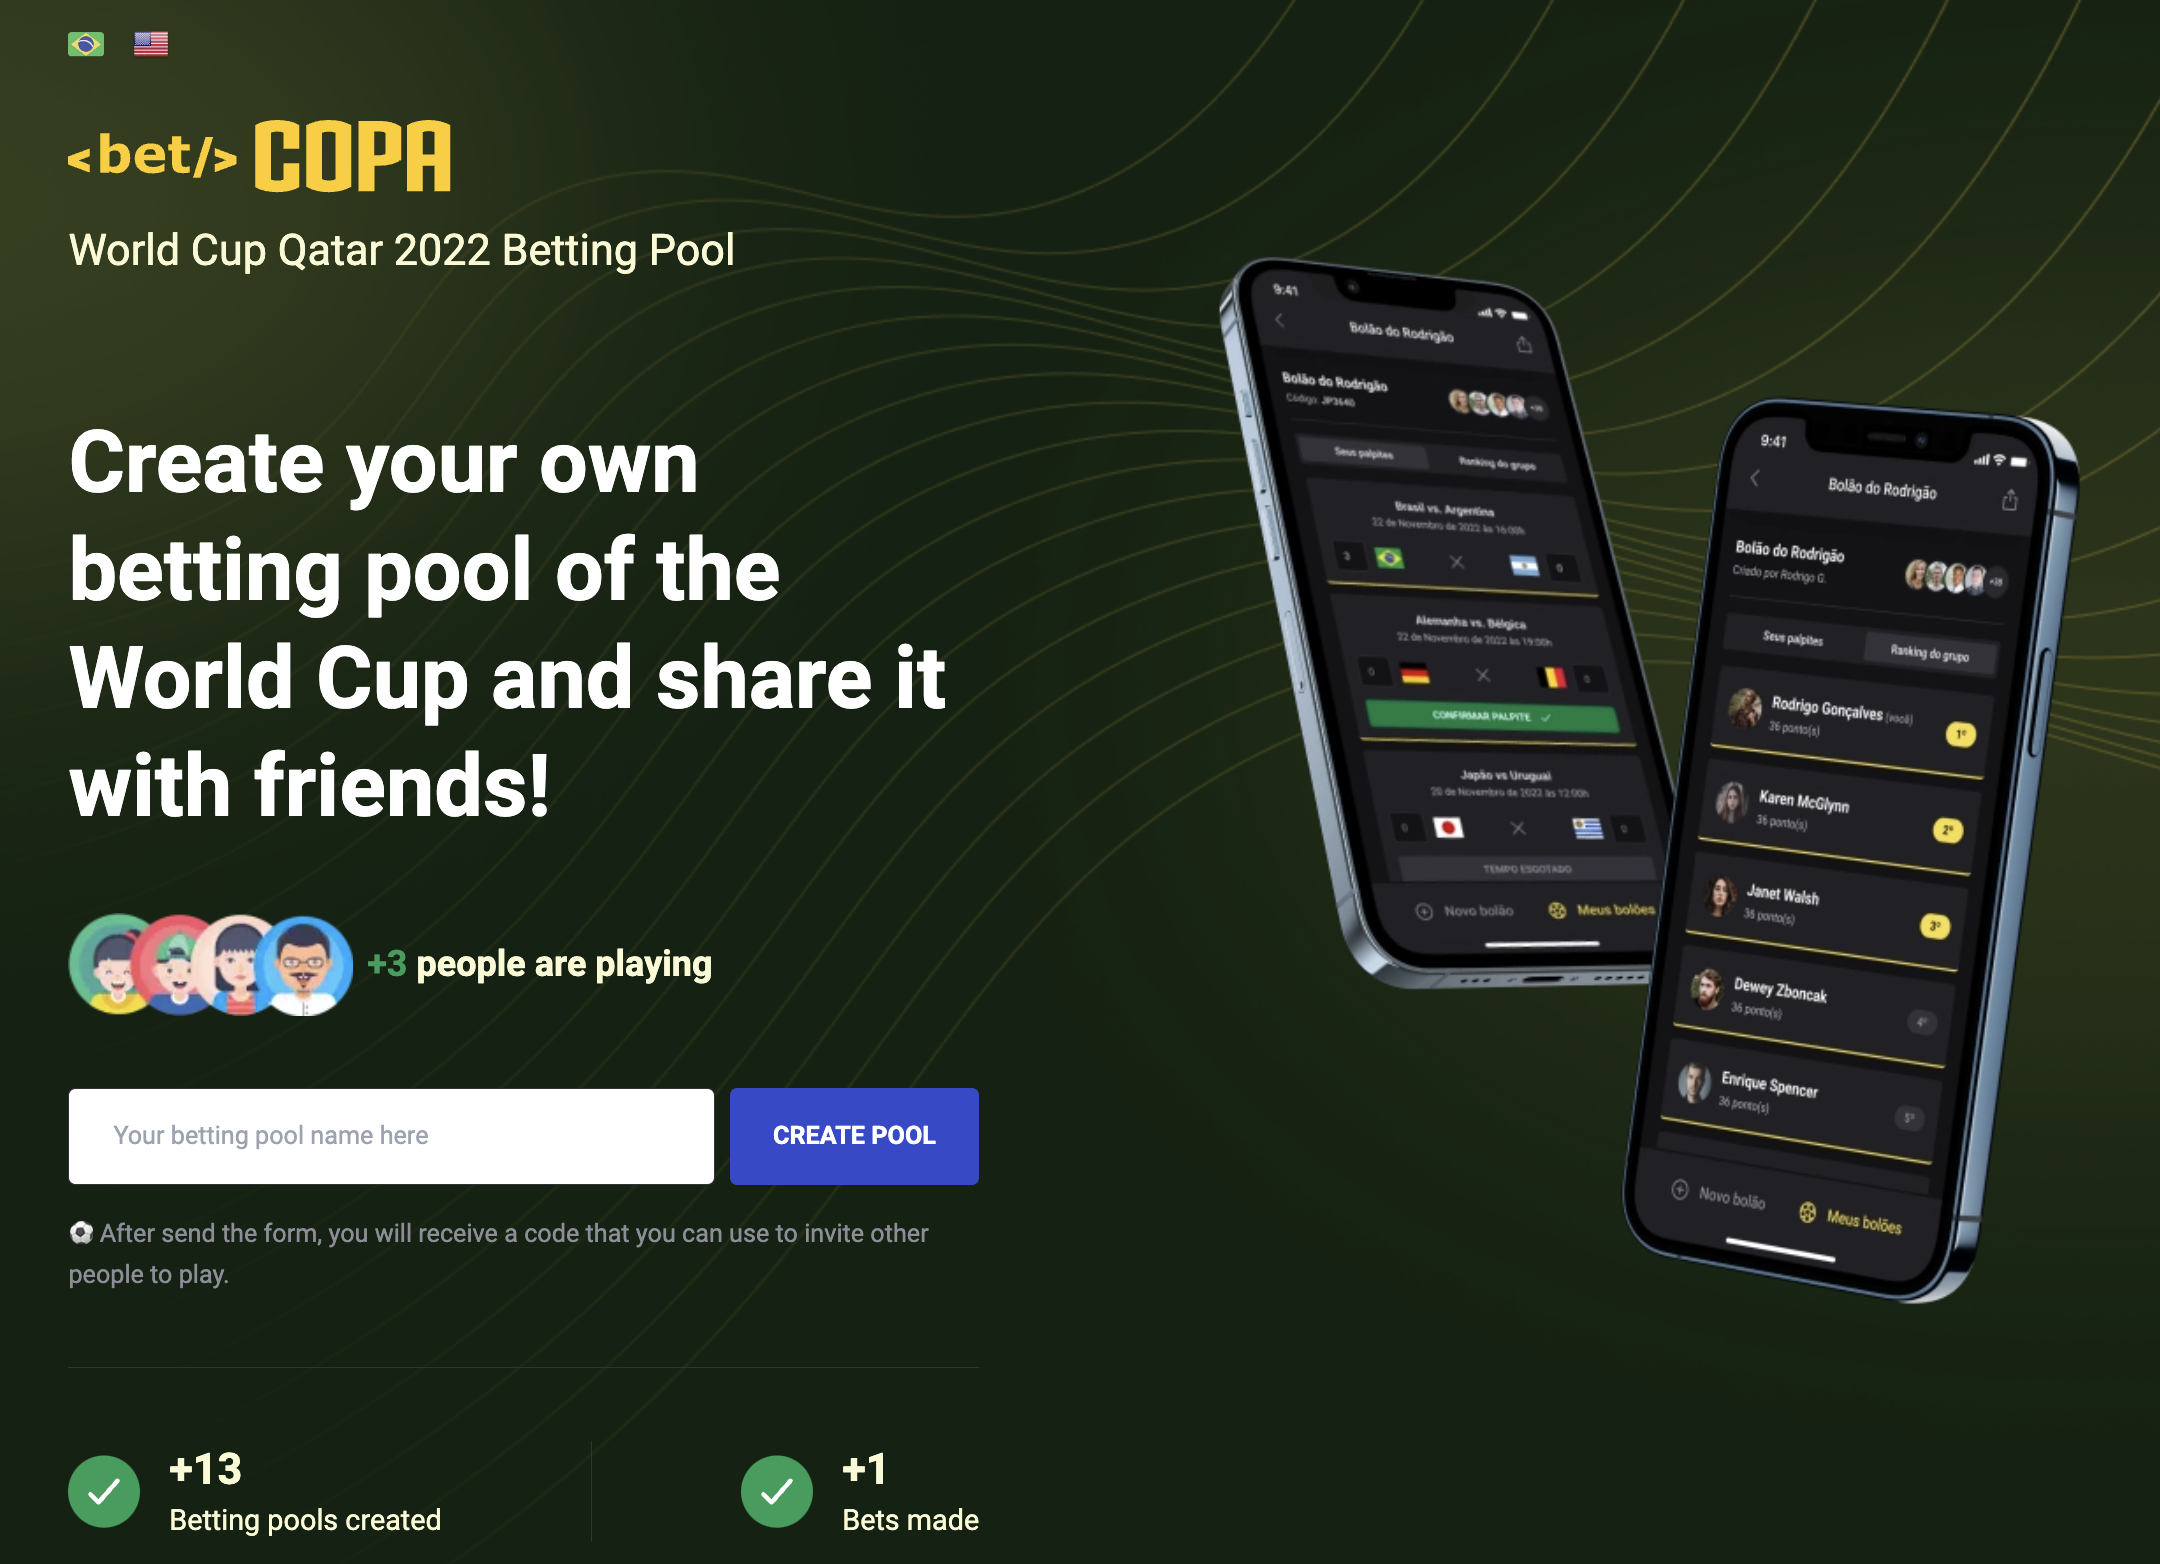 <bet/> COPA
World Cup Qatar 2022 Betting Pool
Create your own
betting pool of the
World Cup and share it
with friends!
+3 people are playing
Your betting pool name here
CREATE POOL
After send the form, you will receive a code that you can use to invite other
people to play.
+13
Betting pools created
+1
Bets made
9:41
Bolão do Rodrigão
Bolão do Rodrigão
Código: JP3640
Seus palpites
Ranking do grupo
Brasil vs. Argentina
22 de Novembro de 2022 às 16:00h
3
0
Alemanha vs. Bélgica
22 de Novembro de 2022 às 19:00h
0
0
CONFIRMAR PALPITE
Japão vs Uruguai
20 de Novembro de 2022 às 12:00h
0
0
TEMPO ESGOTADO
Novo bolão
Meus bolões
9:41
Bolão do Rodrigão
Bolão do Rodrigão
Criado por Rodrigo G.
Seus palpites
Ranking do grupo
Rodrigo Gonçalves (você)
36 ponto(s)
1º
Karen McGlynn
36 ponto(s)
2º
Janet Walsh
36 ponto(s)
3º
Dewey Zboncak
36 ponto(s)
4º
Enrique Spencer
36 ponto(s)
5º
Novo bolão
Meus bolões